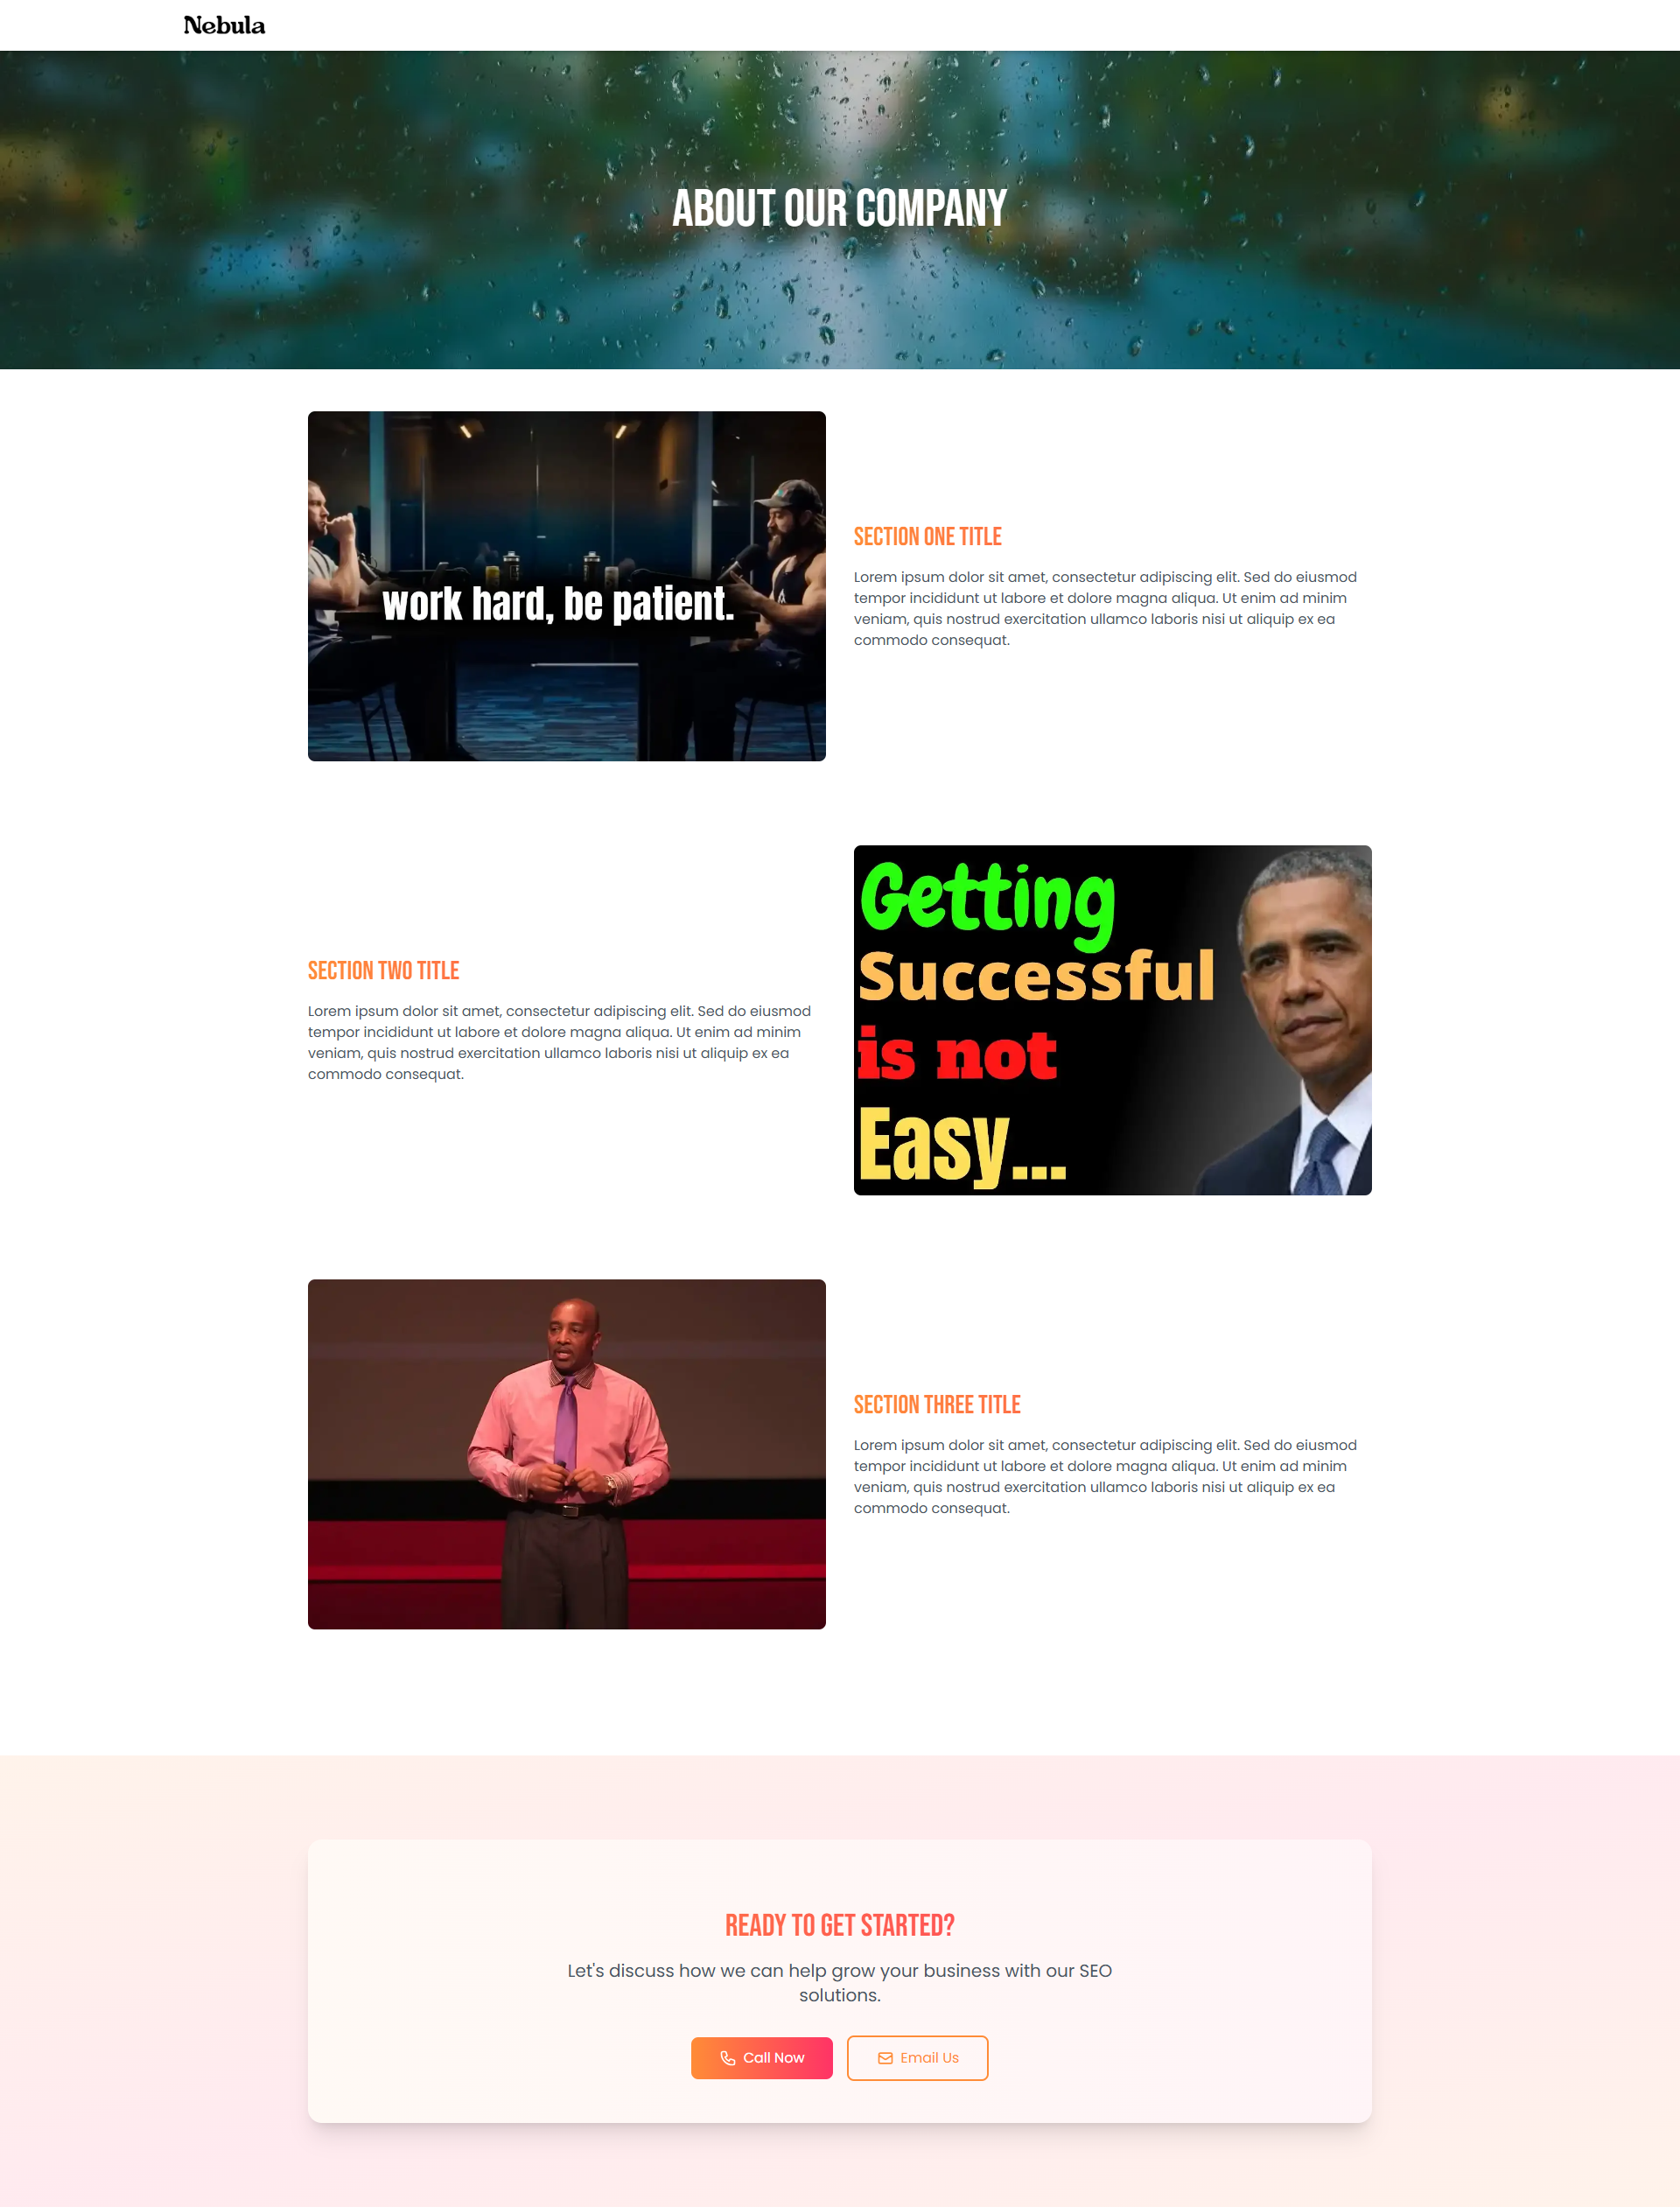 Nebula
ABOUT OUR COMPANY
work hard, be patient.
SECTION ONE TITLE
Lorem ipsum dolor sit amet, consectetur adipiscing elit. Sed do eiusmod
tempor incididunt ut labore et dolore magna aliqua. Ut enim ad minim
veniam, quis nostrud exercitation ullamco laboris nisi ut aliquip ex ea
commodo consequat.
SECTION TWO TITLE
Lorem ipsum dolor sit amet, consectetur adipiscing elit. Sed do eiusmod
tempor incididunt ut labore et dolore magna aliqua. Ut enim ad minim
veniam, quis nostrud exercitation ullamco laboris nisi ut aliquip ex ea
commodo consequat.
Getting
Successful
is not
Easy...
SECTION THREE TITLE
Lorem ipsum dolor sit amet, consectetur adipiscing elit. Sed do eiusmod
tempor incididunt ut labore et dolore magna aliqua. Ut enim ad minim
veniam, quis nostrud exercitation ullamco laboris nisi ut aliquip ex ea
commodo consequat.
READY TO GET STARTED?
Let's discuss how we can help grow your business with our SEO
solutions.
Call Now
Email Us